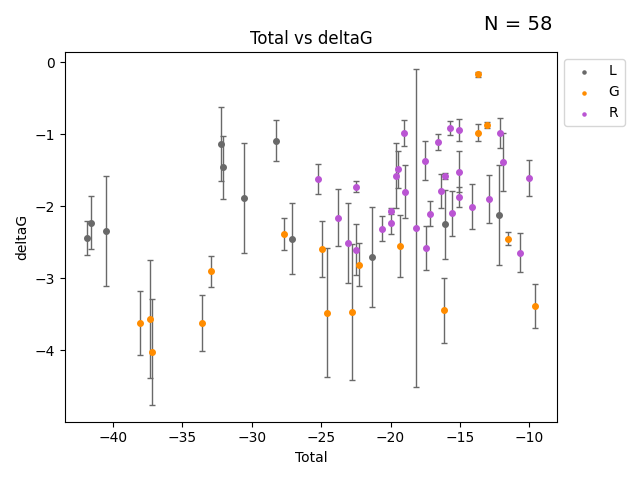 N = 58
Total vs deltaG
L
G
R
deltaG
0
−1
−2
−3
−4
−40
−35
−30
−25
−20
−15
−10
Total